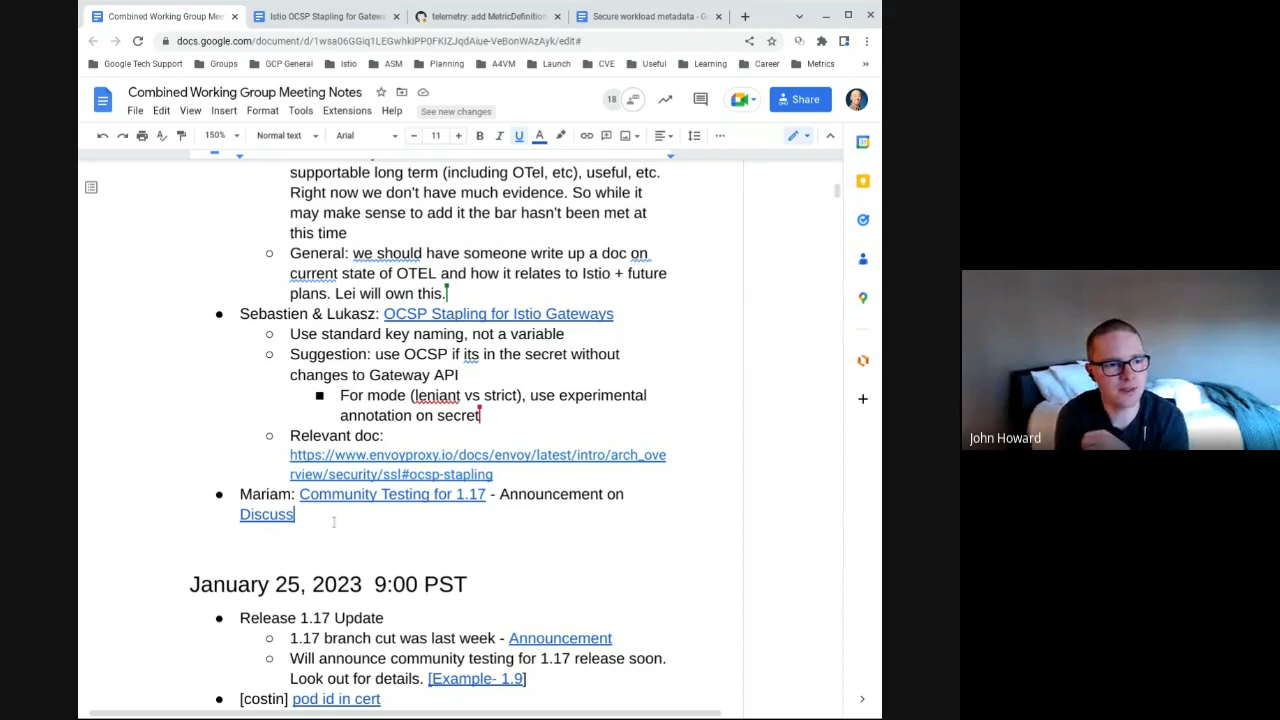 Combined Working Group Meeting
Istio OCSP Stapling for Gatew
telemetry: add MetricDefinition
Secure workload metadata - G
docs.google.com/document/d/1wsa06GGiq1LEGwhkiPP0FKIZJqdAiue-VeBonWAzAyk/edit#
Google Tech Support
Groups
GCP General
Istio
ASM
Planning
A4VM
Launch
CVE
Useful
Learning
Career
Metrics
»
Combined Working Group Meeting Notes
File Edit View Insert Format Tools Extensions Help See new changes
18
Share
150% Normal text Arial 11 B I U A
supportable long term (including OTel, etc), useful, etc.
Right now we don't have much evidence. So while it
may make sense to add it the bar hasn't been met at
this time
○ General: we should have someone write up a doc on
current state of OTEL and how it relates to Istio + future
plans. Lei will own this.
● Sebastien & Lukasz: OCSP Stapling for Istio Gateways
○ Use standard key naming, not a variable
○ Suggestion: use OCSP if its in the secret without
changes to Gateway API
■ For mode (leniant vs strict), use experimental
annotation on secret
○ Relevant doc:
https://www.envoyproxy.io/docs/envoy/latest/intro/arch_ove
rview/security/ssl#ocsp-stapling
● Mariam: Community Testing for 1.17 - Announcement on
Discuss
January 25, 2023 9:00 PST
● Release 1.17 Update
○ 1.17 branch cut was last week - Announcement
○ Will announce community testing for 1.17 release soon.
Look out for details. [Example- 1.9]
● [costin] pod id in cert
John Howard